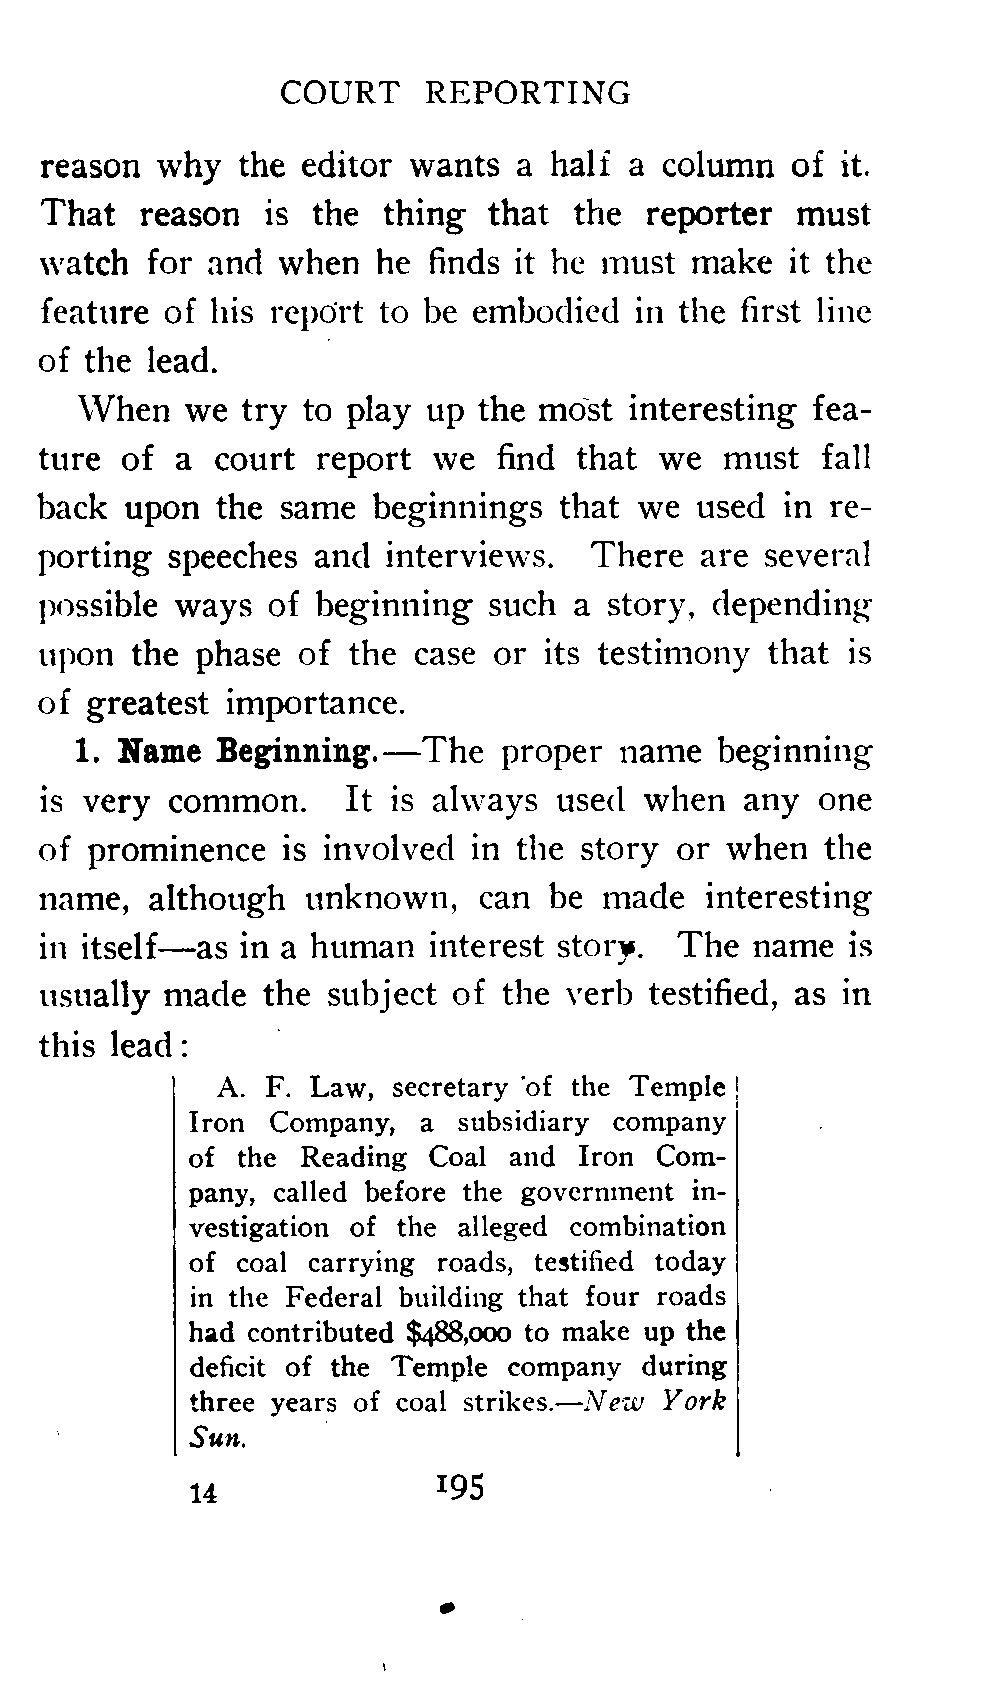 COURT REPORTING
reason why the editor wants a half a column of it.
That reason is the thing that the reporter must
watch for and when he finds it he must make it the
feature of his report to be embodied in the first line
of the lead.
When we try to play up the most interesting fea-
ture of a court report we find that we must fall
back upon the same beginnings that we used in re-
porting speeches and interviews. There are several
possible ways of beginning such a story, depending
upon the phase of the case or its testimony that is
of greatest importance.
1. Name Beginning.—The proper name beginning
is very common. It is always used when any one
of prominence is involved in the story or when the
name, although unknown, can be made interesting
in itself—as in a human interest story. The name is
usually made the subject of the verb testified, as in
this lead:
A. F. Law, secretary of the Temple
Iron Company, a subsidiary company
of the Reading Coal and Iron Com-
pany, called before the government in-
vestigation of the alleged combination
of coal carrying roads, testified today
in the Federal building that four roads
had contributed $488,000 to make up the
deficit of the Temple company during
three years of coal strikes.—New York
Sun.
14 195